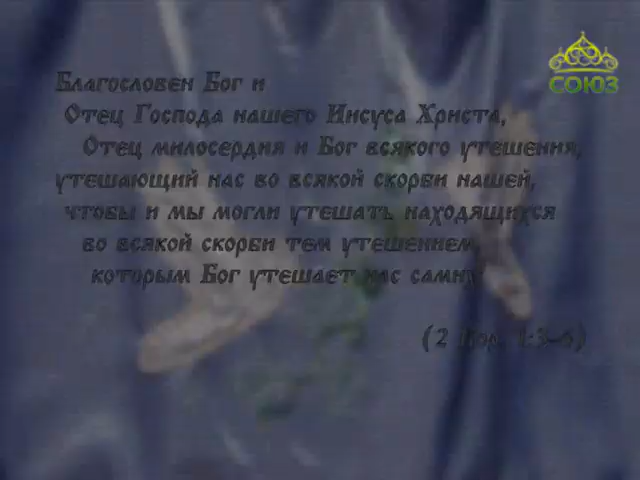 СОЮЗ
Благословен Бог и
Отец Господа нашего Иисуса Христа,
Отец милосердия и Бог всякого утешения,
утешающий нас во всякой скорби нашей,
чтобы и мы могли утешать находящихся
во всякой скорби тем утешением,
которым Бог утешает нас самих
(2 Кор. 1:3-4)